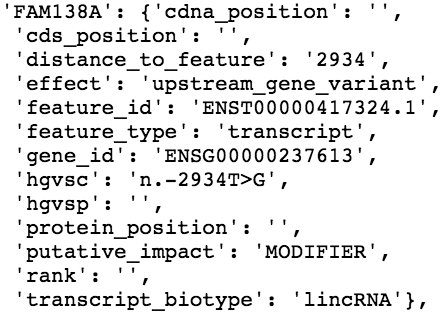 'FAM138A': {'cdna_position': '',
'cds_position': '',
'distance_to_feature': '2934',
'effect': 'upstream_gene_variant',
'feature_id': 'ENST00000417324.1',
'feature_type': 'transcript',
'gene_id': 'ENSG00000237613',
'hgvsc': 'n.-2934T>G',
'hgvsp': '',
'protein_position': '',
'putative_impact': 'MODIFIER',
'rank': '',
'transcript_biotype': 'lincRNA'},